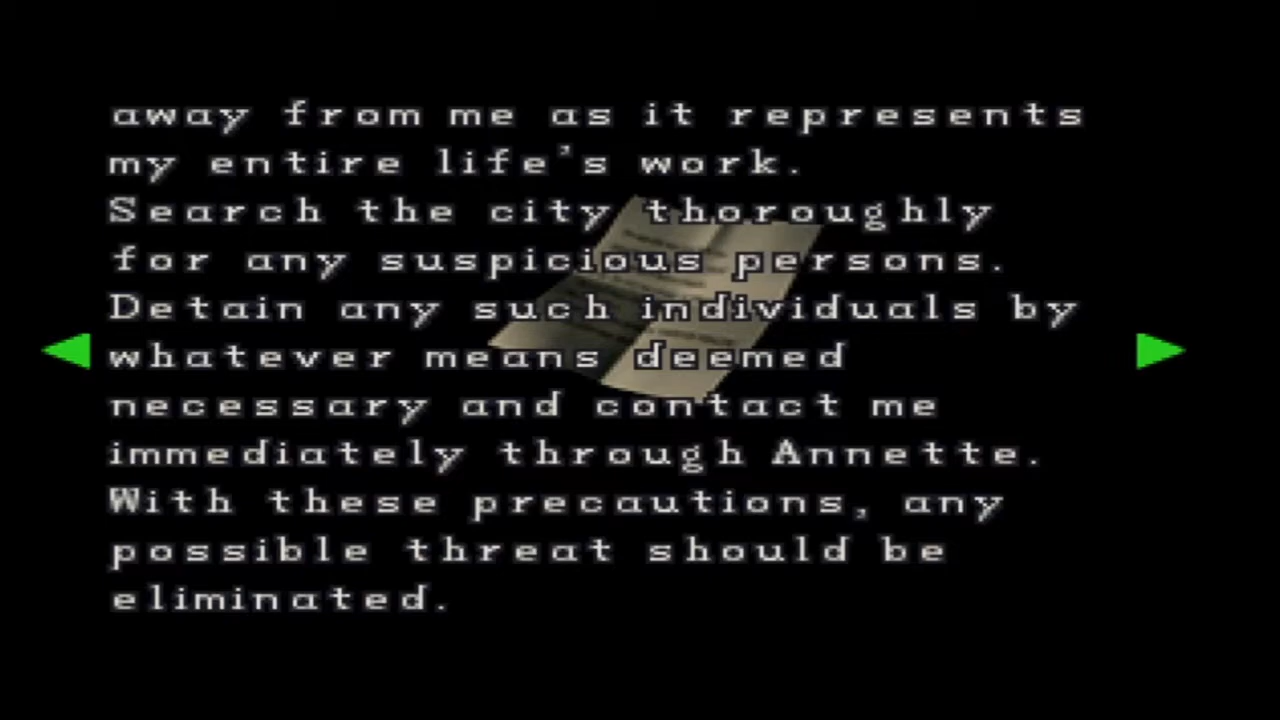 away from me as it represents
my entire life's work.
Search the city thoroughly
for any suspicious persons.
Detain any such individuals by
whatever means deemed
necessary and contact me
immediately through Annette.
With these precautions, any
possible threat should be
eliminated.